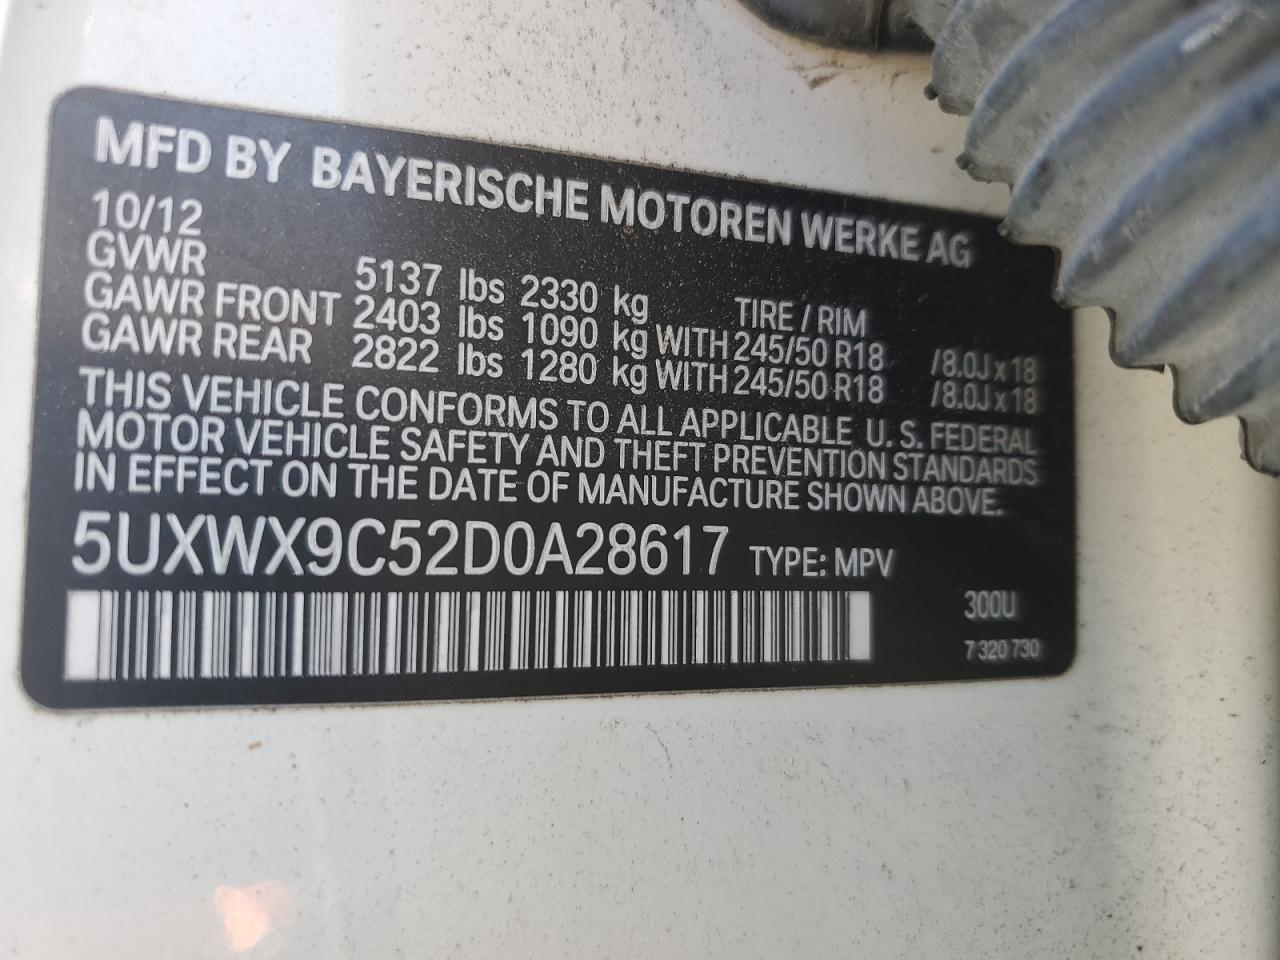 MFD BY BAYERISCHE MOTOREN WERKE AG
10/12
GVWR 5137 lbs 2330 kg TIRE / RIM
GAWR FRONT 2403 lbs 1090 kg WITH 245/50 R18 /8.0J x 18
GAWR REAR 2822 lbs 1280 kg WITH 245/50 R18 /8.0J x 18
THIS VEHICLE CONFORMS TO ALL APPLICABLE U. S. FEDERAL
MOTOR VEHICLE SAFETY AND THEFT PREVENTION STANDARDS
IN EFFECT ON THE DATE OF MANUFACTURE SHOWN ABOVE.
5UXWX9C52D0A28617 TYPE: MPV
300U
7 320 730